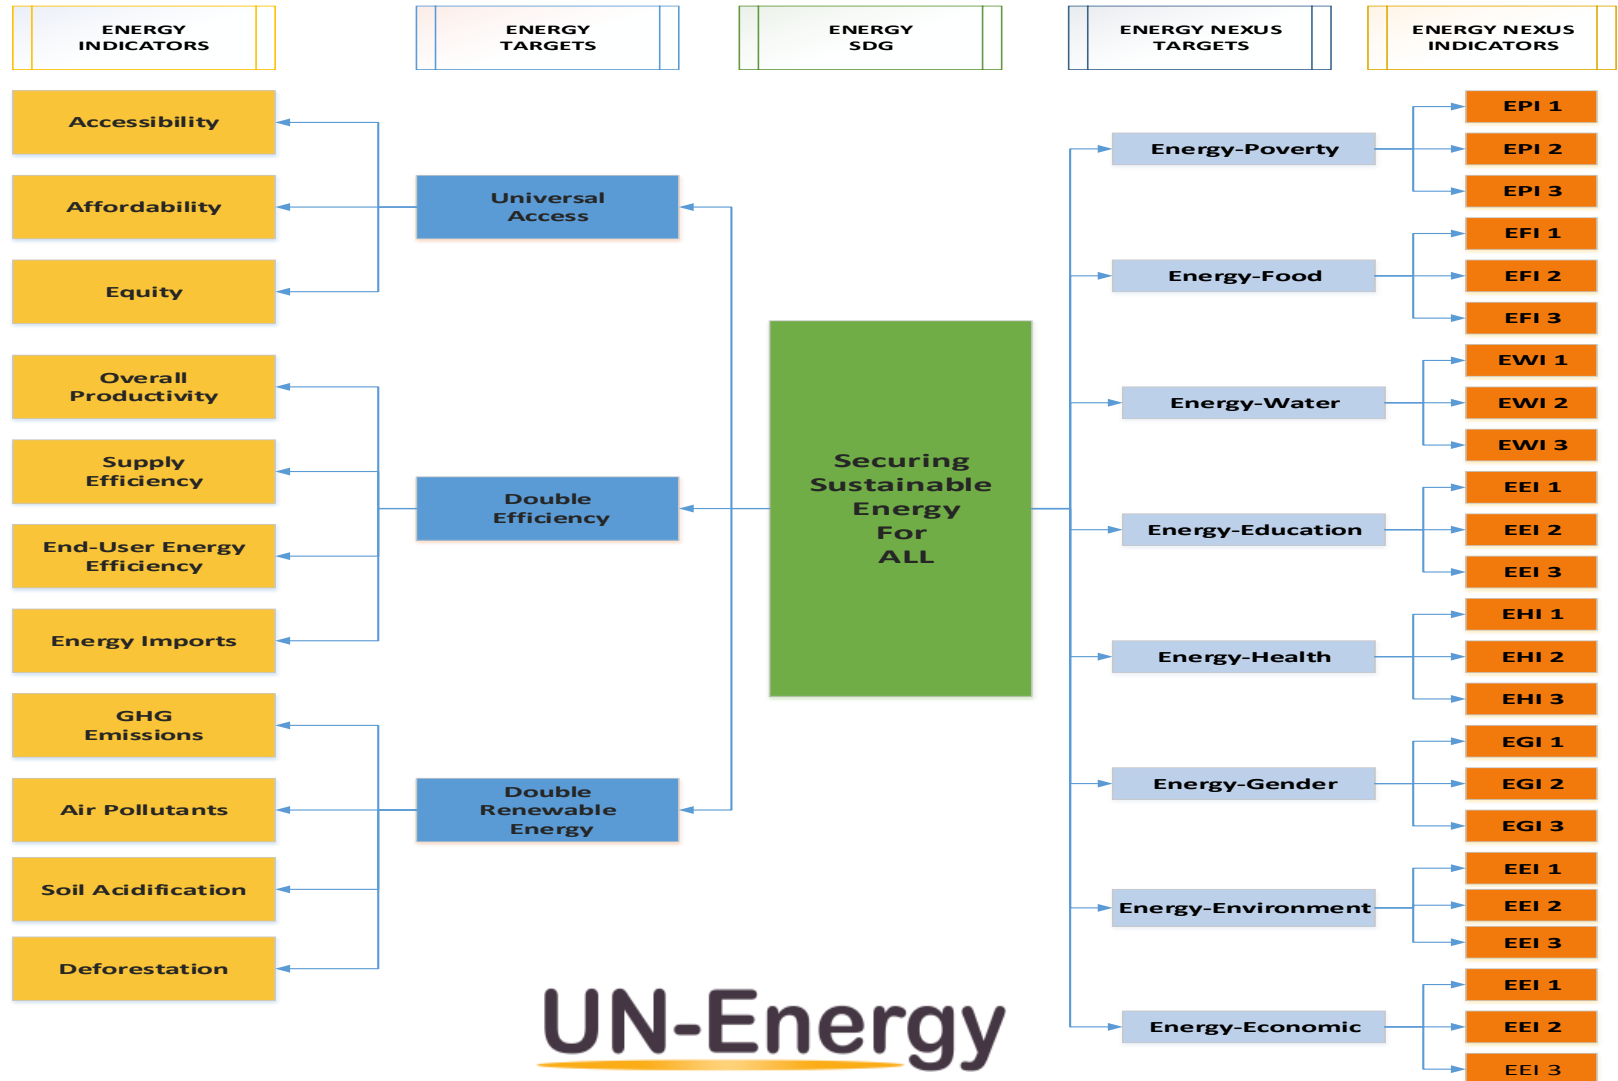 ENERGY
INDICATORS
ENERGY
TARGETS
ENERGY
SDG
ENERGY NEXUS
TARGETS
ENERGY NEXUS
INDICATORS
Accessibility
Affordability
Equity
Overall
Productivity
Supply
Efficiency
End-User Energy
Efficiency
Energy Imports
GHG
Emissions
Air Pollutants
Soil Acidification
Deforestation
Universal
Access
Double
Efficiency
Double
Renewable
Energy
Securing
Sustainable
Energy
For
ALL
Energy-Poverty
Energy-Food
Energy-Water
Energy-Education
Energy-Health
Energy-Gender
Energy-Environment
Energy-Economic
EPI 1
EPI 2
EPI 3
EFI 1
EFI 2
EFI 3
EWI 1
EWI 2
EWI 3
EEI 1
EEI 2
EEI 3
EHI 1
EHI 2
EHI 3
EGI 1
EGI 2
EGI 3
EEI 1
EEI 2
EEI 3
EEI 1
EEI 2
EEI 3
UN-Energy